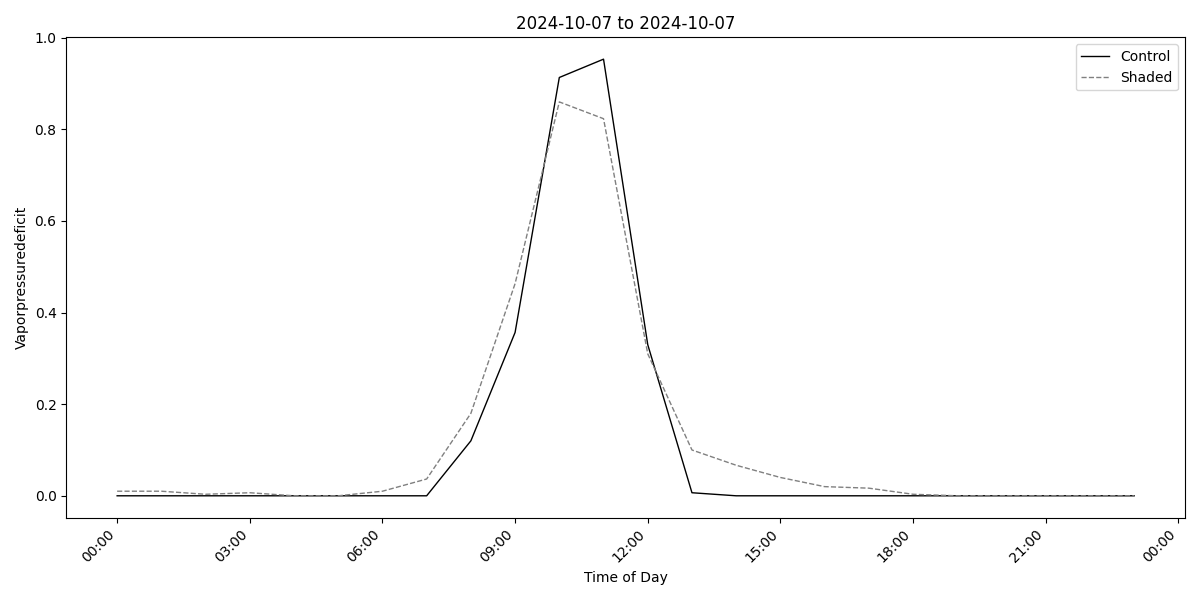 2024-10-07 to 2024-10-07
Control
Shaded
Vaporpressuredeficit
1.0
0.8
0.6
0.4
0.2
0.0
00:00 03:00 06:00 09:00 12:00 15:00 18:00 21:00 00:00
Time of Day